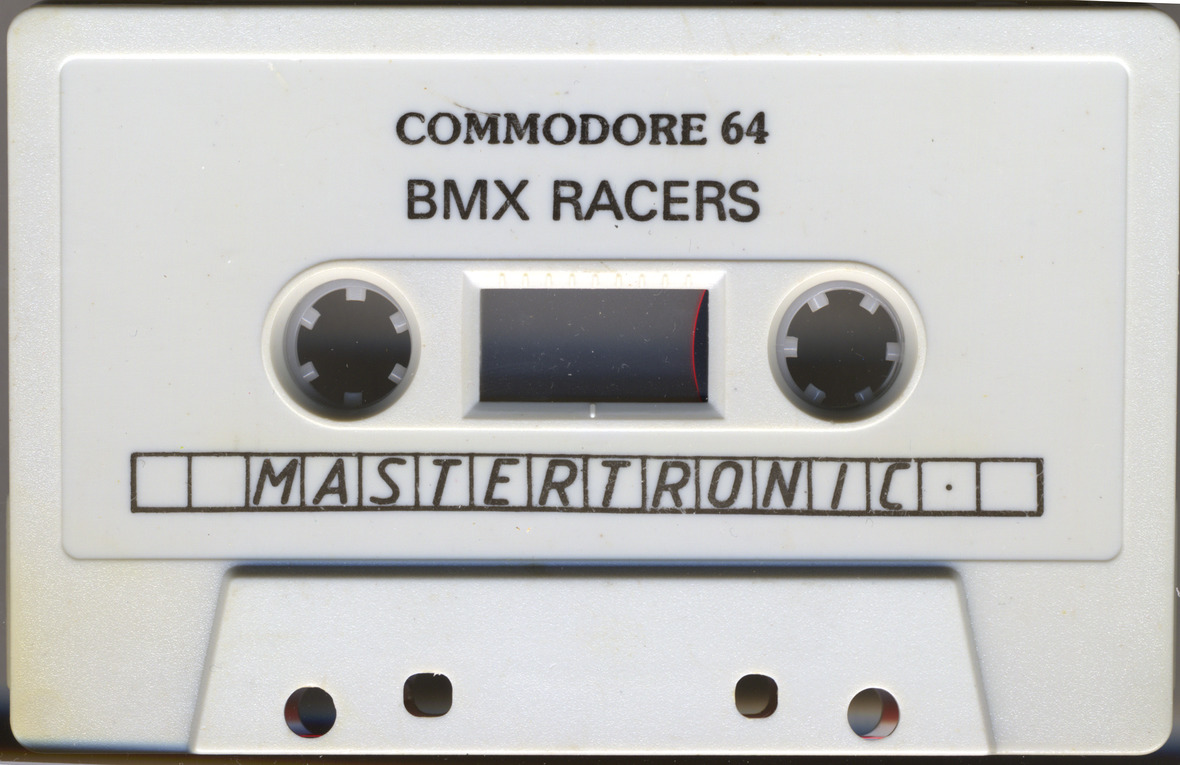 COMMODORE 64
BMX RACERS
MASTERTRONIC·